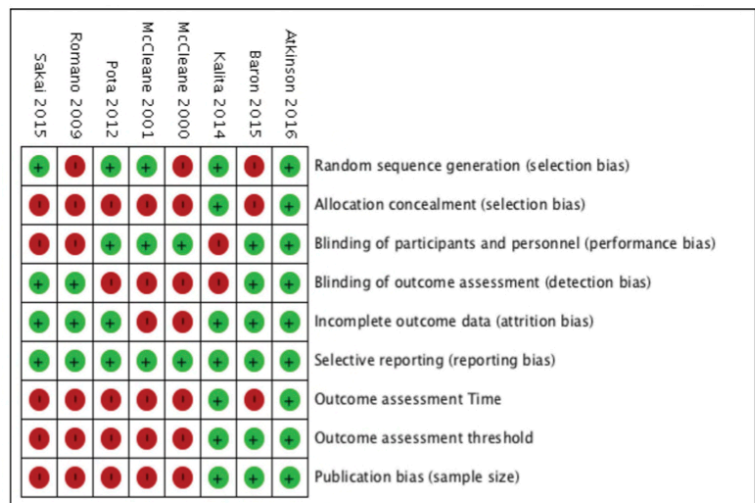 Sakai 2015
Romano 2009
Pota 2012
McCleane 2001
McCleane 2000
Kalita 2014
Baron 2015
Atkinson 2016
+ - + + - + - + Random sequence generation (selection bias)
- - - - - + - + Allocation concealment (selection bias)
- - + + + - + + Blinding of participants and personnel (performance bias)
+ + - - - - + + Blinding of outcome assessment (detection bias)
+ + + - - + + + Incomplete outcome data (attrition bias)
+ + + + + + + + Selective reporting (reporting bias)
- - - - - + - + Outcome assessment Time
- - - - - + + + Outcome assessment threshold
- - - - - + + + Publication bias (sample size)